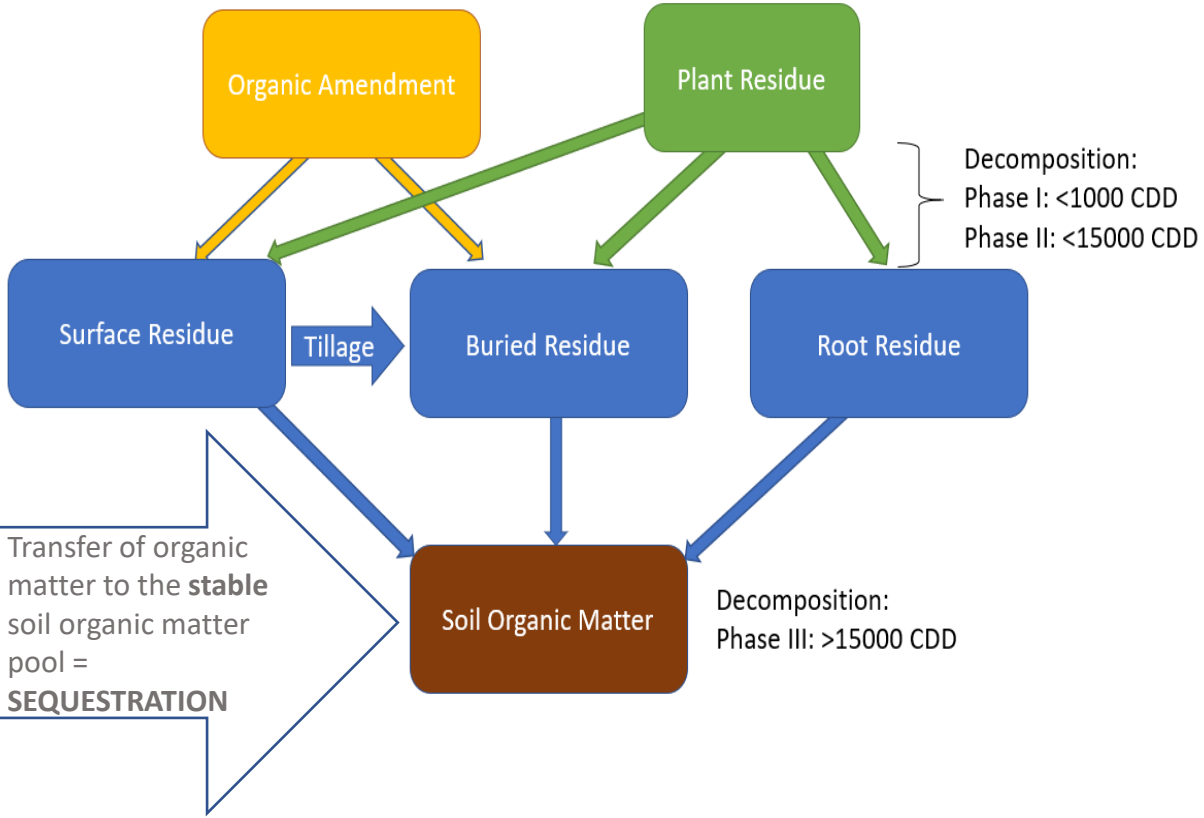 Organic Amendment
Plant Residue
Decomposition:
Phase I: <1000 CDD
Phase II: <15000 CDD
Surface Residue
Tillage
Buried Residue
Root Residue
Transfer of organic
matter to the stable
soil organic matter
pool =
SEQUESTRATION
Soil Organic Matter
Decomposition:
Phase III: >15000 CDD